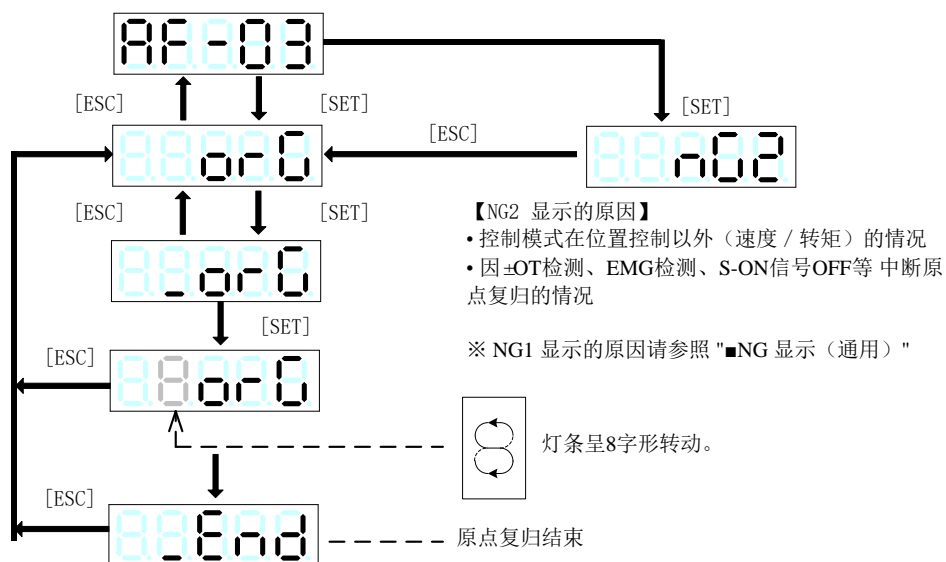 AF-03
[ESC]
[SET]
[SET]
[ESC]
orG
nG2
[ESC]
[SET]
【NG2 显示的原因】
• 控制模式在位置控制以外（速度／转矩）的情况
• 因±OT检测、EMG检测、S-ON信号OFF等 中断原
点复归的情况
_orG
[SET]
※ NG1 显示的原因请参照 "■NG 显示（通用）"
[ESC]
8orG
灯条呈8字形转动。
[ESC]
_End
原点复归结束